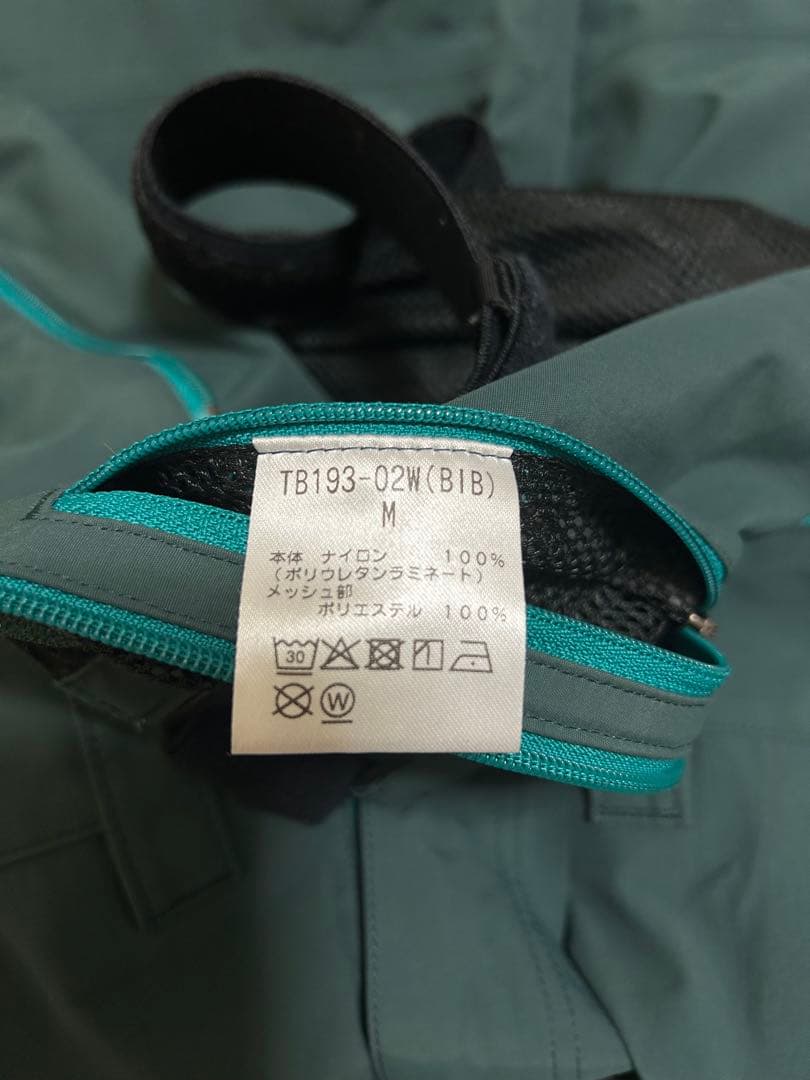 TB193-02W(BIB)
M
本体 ナイロン 100%
(ポリウレタンラミネート)
メッシュ部
ポリエステル 100%
30
W